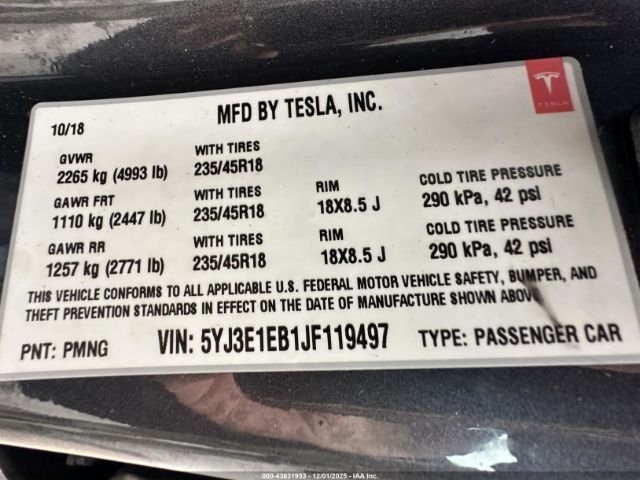 MFD BY TESLA, INC.
TESLA
10/18
GVWR WITH TIRES
2265 kg (4993 lb) 235/45R18
GAWR FRT WITH TIRES RIM COLD TIRE PRESSURE
1110 kg (2447 lb) 235/45R18 18X8.5 J 290 kPa, 42 psi
GAWR RR WITH TIRES RIM COLD TIRE PRESSURE
1257 kg (2771 lb) 235/45R18 18X8.5 J 290 kPa, 42 psi
THIS VEHICLE CONFORMS TO ALL APPLICABLE U.S. FEDERAL MOTOR VEHICLE SAFETY, BUMPER, AND
THEFT PREVENTION STANDARDS IN EFFECT ON THE DATE OF MANUFACTURE SHOWN ABOVE
PNT: PMNG VIN: 5YJ3E1EB1JF119497 TYPE: PASSENGER CAR
000-43831953 - 12/01/2025 - IAA Inc.